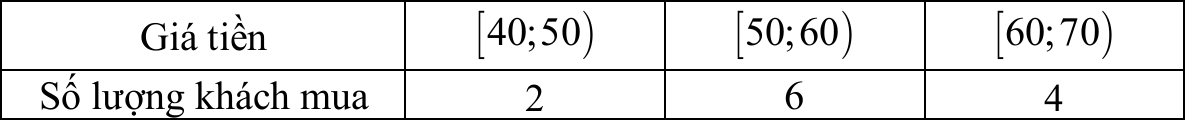 Giá tiền [40;50) [50;60) [60;70)
Số lượng khách mua 2 6 4